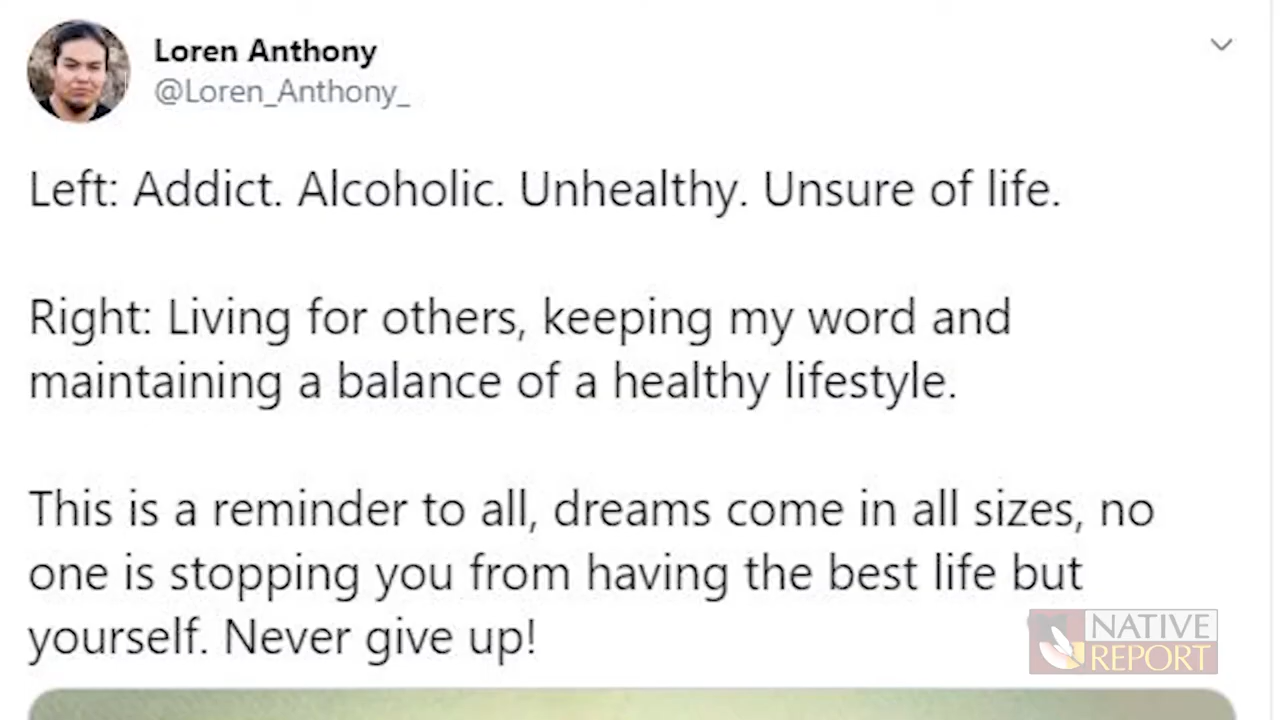 Loren Anthony
@Loren_Anthony_
Left: Addict. Alcoholic. Unhealthy. Unsure of life.
Right: Living for others, keeping my word and
maintaining a balance of a healthy lifestyle.
This is a reminder to all, dreams come in all sizes, no
one is stopping you from having the best life but
yourself. Never give up!
NATIVE
REPORT